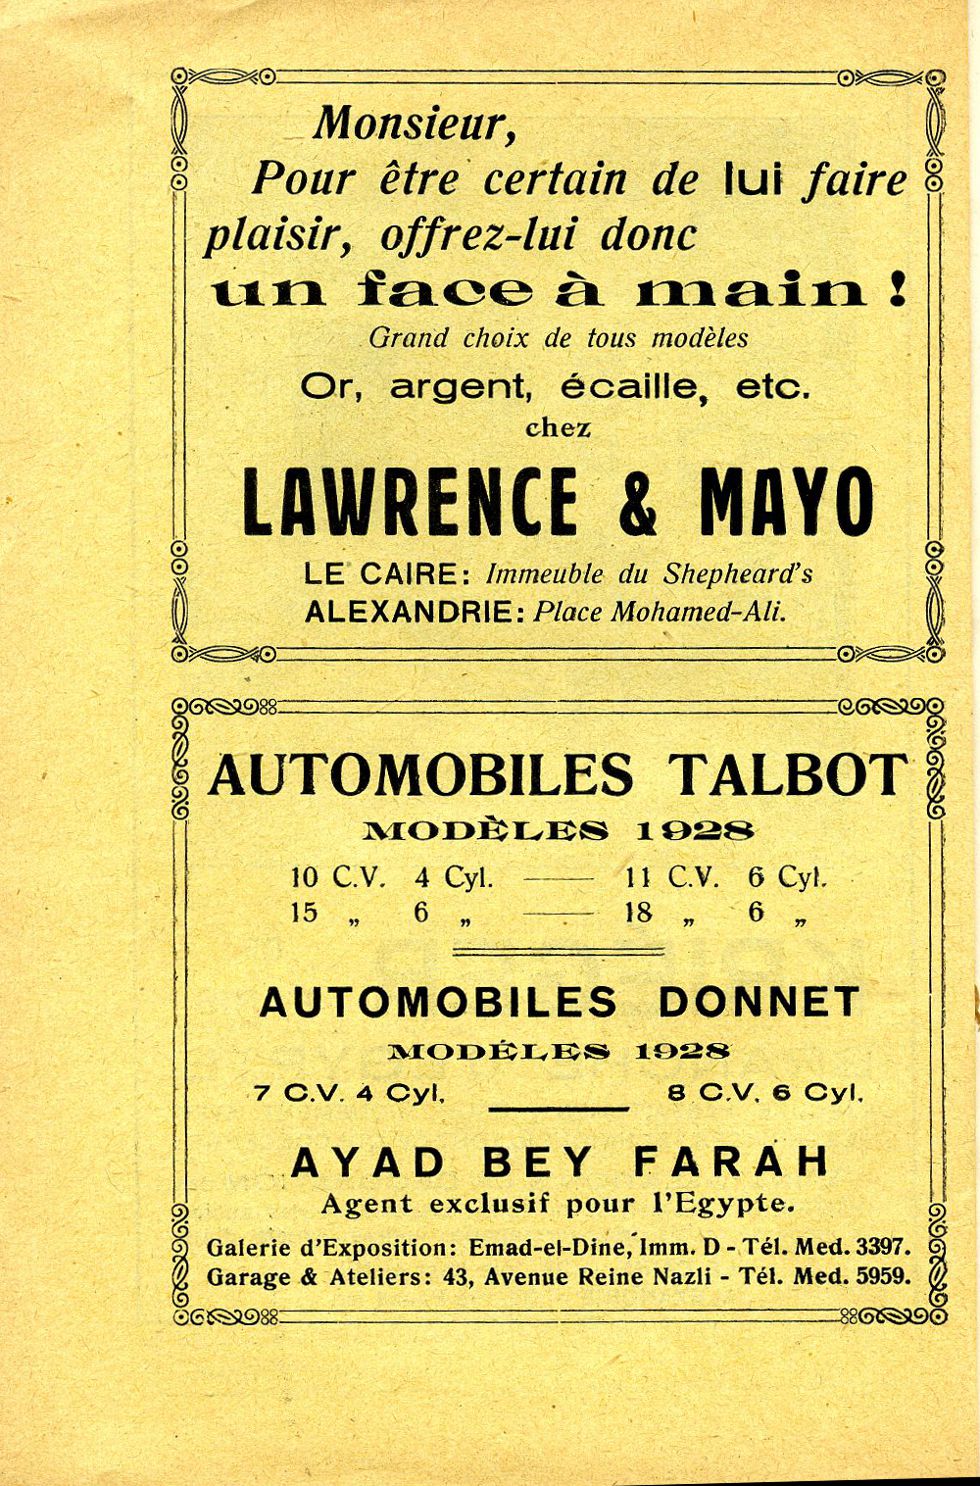 Monsieur,
Pour être certain de lui faire
plaisir, offrez-lui donc
un face à main !
Grand choix de tous modèles
Or, argent, écaille, etc.
chez
LAWRENCE & MAYO
LE CAIRE: Immeuble du Shepheard's
ALEXANDRIE: Place Mohamed-Ali.
AUTOMOBILES TALBOT
MODÈLES 1928
10 C.V. 4 Cyl. —— 11 C.V. 6 Cyl.
15 „ 6 „ —— 18 „ 6 „
AUTOMOBILES DONNET
MODÉLES 1928
7 C.V. 4 Cyl. —— 8 C.V. 6 Cyl.
AYAD BEY FARAH
Agent exclusif pour l'Egypte.
Galerie d'Exposition: Emad-el-Dine, Imm. D - Tél. Med. 3397.
Garage & Ateliers: 43, Avenue Reine Nazli - Tél. Med. 5959.